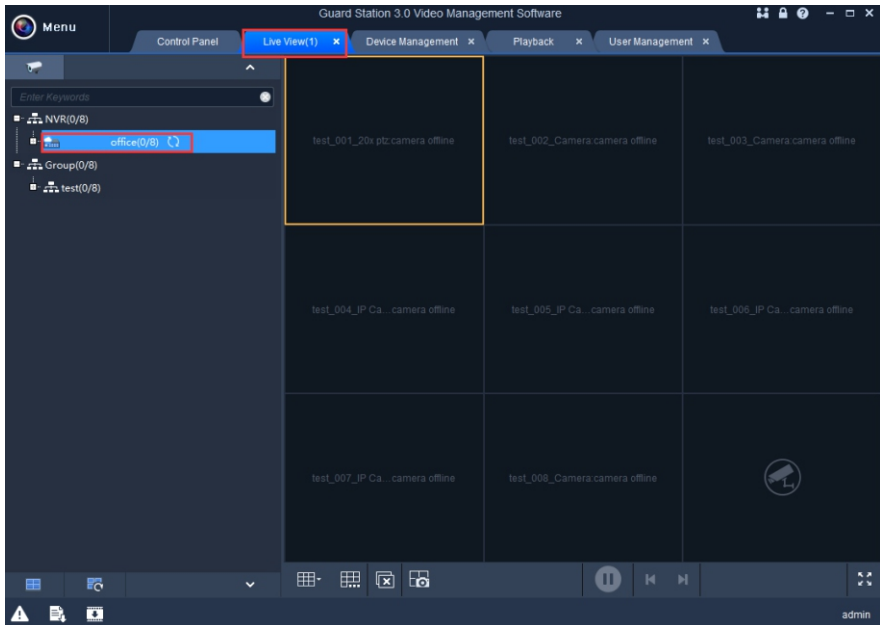 Guard Station 3.0 Video Management Software
Menu
Control Panel
Live View(1)
Device Management
Playback
User Management
Enter Keywords
NVR(0/8)
office(0/8)
Group(0/8)
test(0/8)
test_001_20x ptz:camera offline
test_002_Camera:camera offline
test_003_Camera:camera offline
test_004_IP Ca...camera offline
test_005_IP Ca...camera offline
test_006_IP Ca...camera offline
test_007_IP Ca...camera offline
test_008_Camera:camera offline
admin